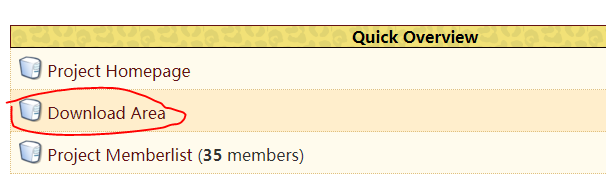 Quick Overview
Project Homepage
Download Area
Project Memberlist (35 members)